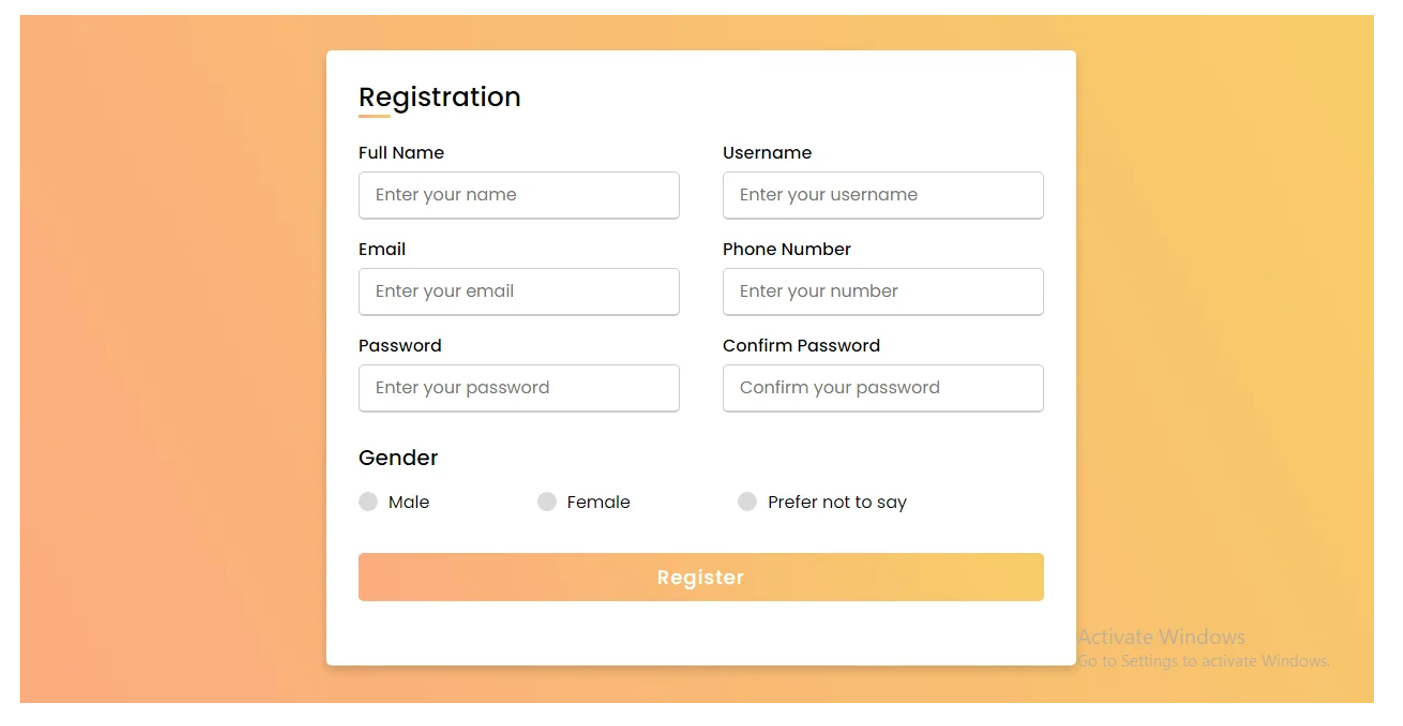 Registration
Full Name Username
Enter your name Enter your username
Email Phone Number
Enter your email Enter your number
Password Confirm Password
Enter your password Confirm your password
Gender
Male Female Prefer not to say
Register
Activate Windows
Go to Settings to activate Windows.